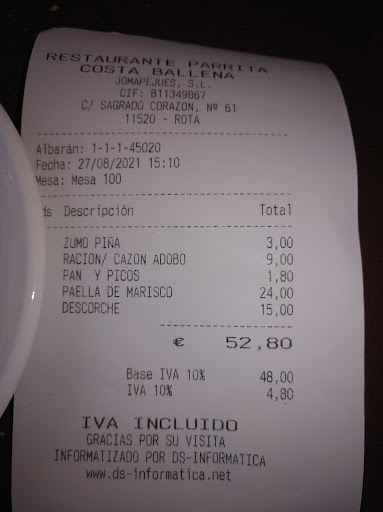 RESTAURANTE PARRITA
COSTA BALLENA
JOMAPEJUES, S.L.
CIF: B11349867
C/ SAGRADO CORAZON, Nº 61
11520 - ROTA
Albarán: 1-1-1-45020
Fecha: 27/08/2021 15:10
Mesa: Mesa 100
ds Descripción Total
ZUMO PIÑA 3,00
RACION/ CAZON ADOBO 9,00
PAN Y PICOS 1,80
PAELLA DE MARISCO 24,00
DESCORCHE 15,00
€ 52,80
Base IVA 10% 48,00
IVA 10% 4,80
IVA INCLUIDO
GRACIAS POR SU VISITA
INFORMATIZADO POR DS-INFORMATICA
www.ds-informatica.net